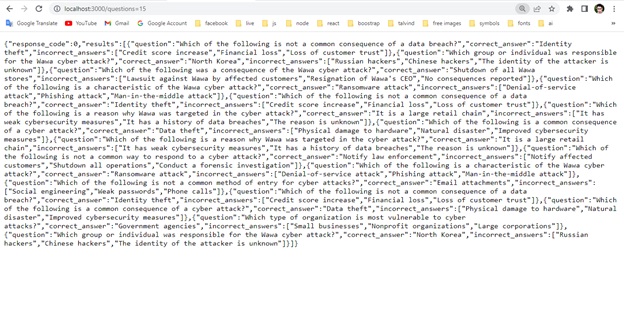 localhost:3000/questions=15
Google Translate YouTube Gmail Google Account facebook live js node react boostrap talvind free images symbols fonts ai
{"response_code":0,"results":[{"question":"Which of the following is not a common consequence of a data breach?","correct_answer":"Identity
theft","incorrect_answers":["Credit score increase","Financial loss","Loss of customer trust"]},{"question":"Which group or individual was responsible
for the Wawa cyber attack?","correct_answer":"North Korea","incorrect_answers":["Russian hackers","Chinese hackers","The identity of the attacker is
unknown"]},{"question":"Which of the following was a consequence of the Wawa cyber attack?","correct_answer":"Shutdown of all Wawa
stores","incorrect_answers":["Lawsuit against Wawa by affected customers","Resignation of Wawa's CEO","No consequences reported"]},{"question":"Which
of the following is a characteristic of the Wawa cyber attack?","correct_answer":"Ransomware attack","incorrect_answers":["Denial-of-service
attack","Phishing attack","Man-in-the-middle attack"]},{"question":"Which of the following is not a common consequence of a data
breach?","correct_answer":"Identity theft","incorrect_answers":["Credit score increase","Financial loss","Loss of customer trust"]},{"question":"Which
of the following is a reason why Wawa was targeted in the cyber attack?","correct_answer":"It is a large retail chain","incorrect_answers":["It has
weak cybersecurity measures","It has a history of data breaches","The reason is unknown"]},{"question":"Which of the following is a common consequence
of a cyber attack?","correct_answer":"Data theft","incorrect_answers":["Physical damage to hardware","Natural disaster","Improved cybersecurity
measures"]},{"question":"Which of the following is a reason why Wawa was targeted in the cyber attack?","correct_answer":"It is a large retail
chain","incorrect_answers":["It has weak cybersecurity measures","It has a history of data breaches","The reason is unknown"]},{"question":"Which of
the following is not a common way to respond to a cyber attack?","correct_answer":"Notify law enforcement","incorrect_answers":["Notify affected
customers","Shutdown all operations","Conduct a forensic investigation"]},{"question":"Which of the following is a characteristic of the Wawa cyber
attack?","correct_answer":"Ransomware attack","incorrect_answers":["Denial-of-service attack","Phishing attack","Man-in-the-middle attack"]},
{"question":"Which of the following is not a common method of entry for cyber attacks?","correct_answer":"Email attachments","incorrect_answers":
["Social engineering","Weak passwords","Phone calls"]},{"question":"Which of the following is not a common consequence of a data
breach?","correct_answer":"Identity theft","incorrect_answers":["Credit score increase","Financial loss","Loss of customer trust"]},{"question":"Which
of the following is a common consequence of a cyber attack?","correct_answer":"Data theft","incorrect_answers":["Physical damage to hardware","Natural
disaster","Improved cybersecurity measures"]},{"question":"Which type of organization is most vulnerable to cyber
attacks?","correct_answer":"Government agencies","incorrect_answers":["Small businesses","Nonprofit organizations","Large corporations"]},
{"question":"Which group or individual was responsible for the Wawa cyber attack?","correct_answer":"North Korea","incorrect_answers":["Russian
hackers","Chinese hackers","The identity of the attacker is unknown"]}]}